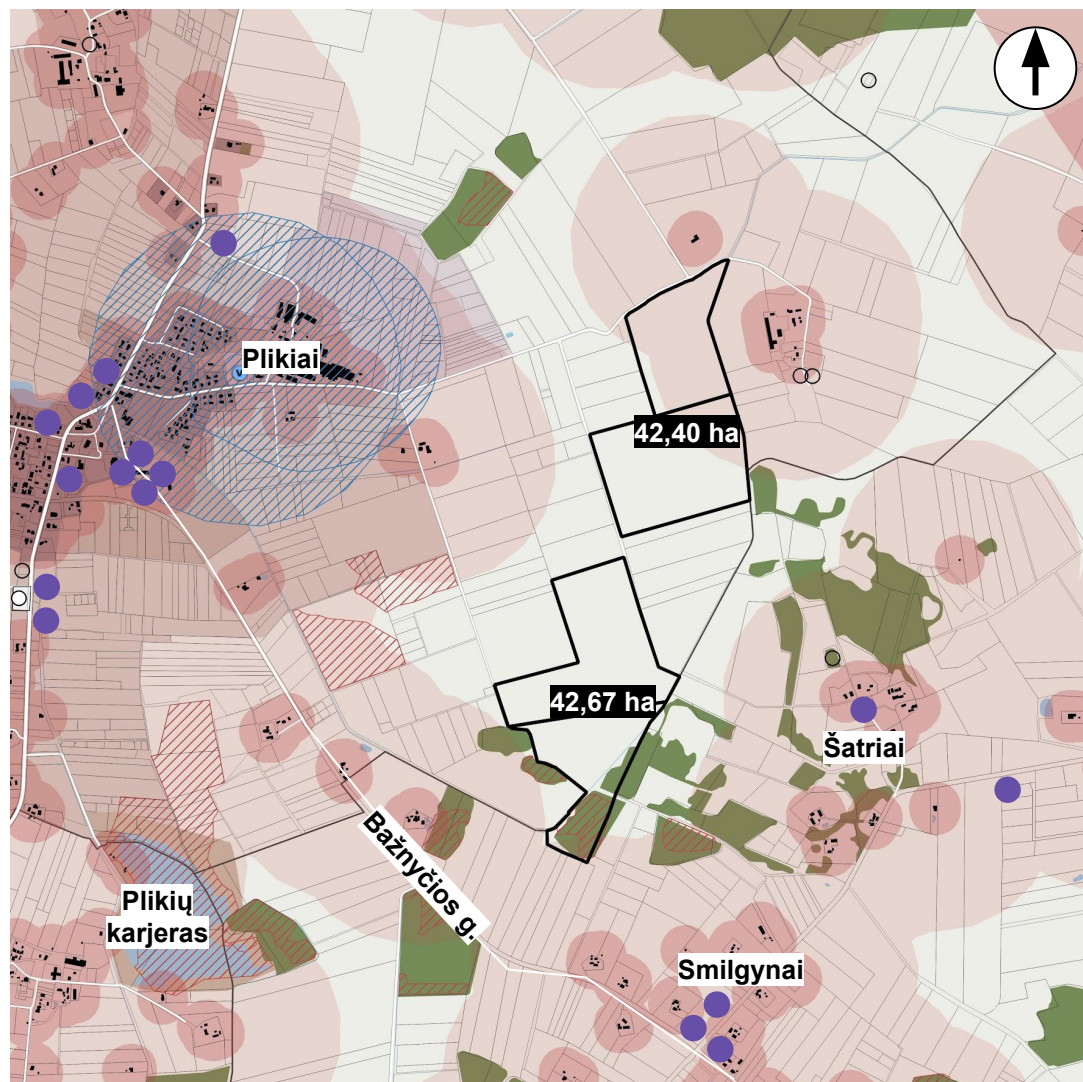 Plikiai
42,40 ha
42,67 ha
Šatriai
Bažnyčios g.
Plikių
karjeras
Smilgynai